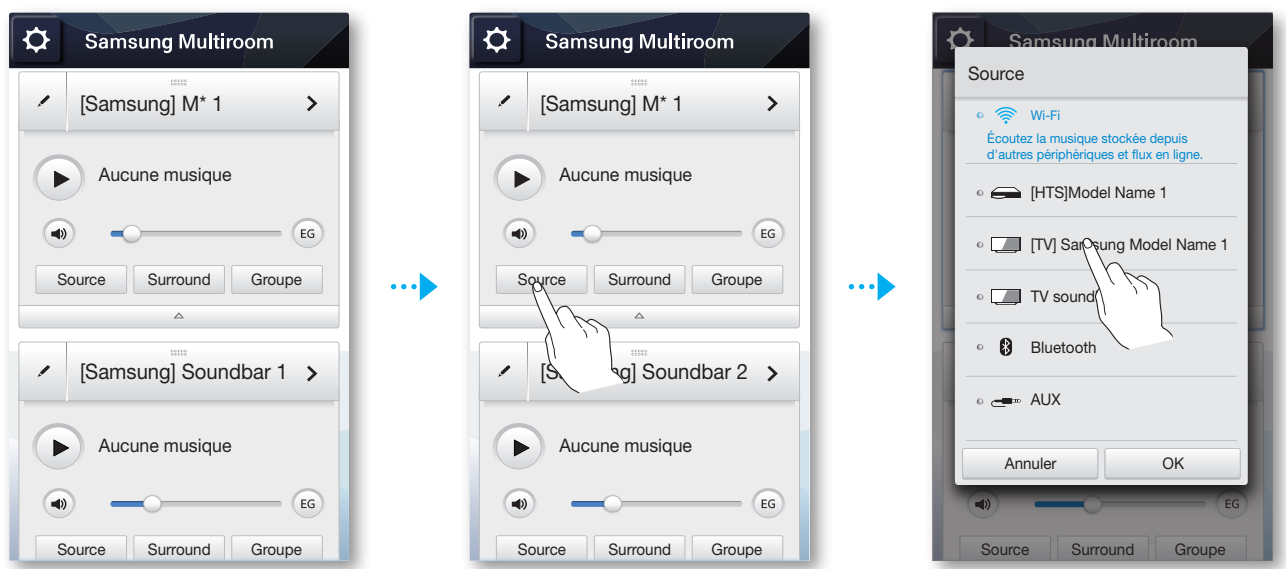 Samsung Multiroom
[Samsung] M* 1
Aucune musique
EG
Source Surround Groupe
[Samsung] Soundbar 1
Aucune musique
EG
Source Surround Groupe
Samsung Multiroom
[Samsung] M* 1
Aucune musique
EG
Source Surround Groupe
Soundbar 2
Aucune musique
EG
Source Surround Groupe
Samsung Multiroom
Source
Wi-Fi
Écoutez la musique stockée depuis
d'autres périphériques et flux en ligne.
[HTS]Model Name 1
[TV] Samsung Model Name 1
TV sound
Bluetooth
AUX
Annuler OK
EG
Source Surround Groupe